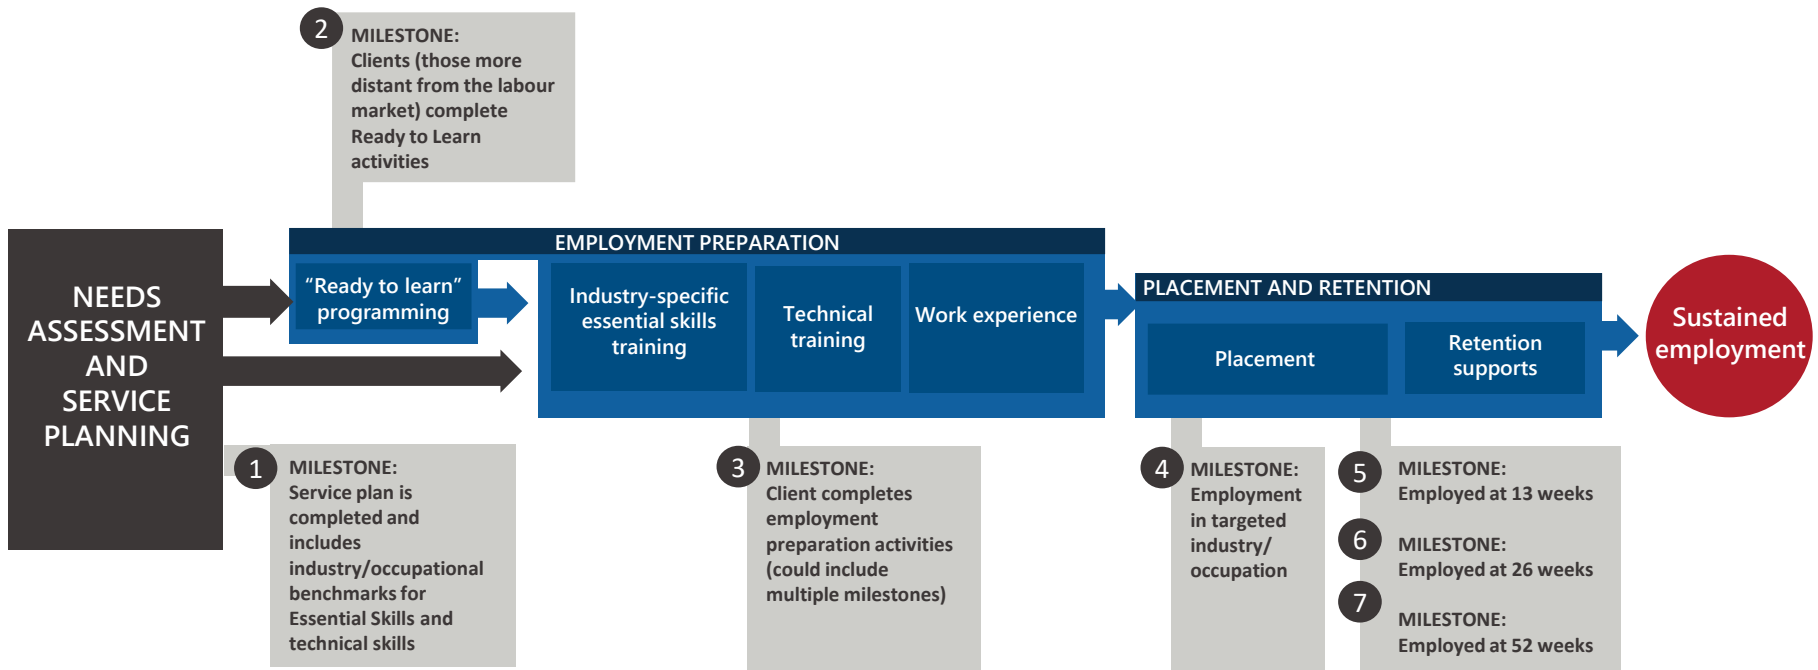 2
MILESTONE:
Clients (those more
distant from the labour
market) complete
Ready to Learn
activities
NEEDS
ASSESSMENT
AND
SERVICE
PLANNING
EMPLOYMENT PREPARATION
“Ready to learn”
programming
Industry-specific
essential skills
training
Technical
training
Work experience
PLACEMENT AND RETENTION
Placement
Retention
supports
Sustained
employment
1
MILESTONE:
Service plan is
completed and
includes
industry/occupational
benchmarks for
Essential Skills and
technical skills
3
MILESTONE:
Client completes
employment
preparation activities
(could include
multiple milestones)
4
MILESTONE:
Employment
in targeted
industry/
occupation
5
MILESTONE:
Employed at 13 weeks
6
MILESTONE:
Employed at 26 weeks
7
MILESTONE:
Employed at 52 weeks